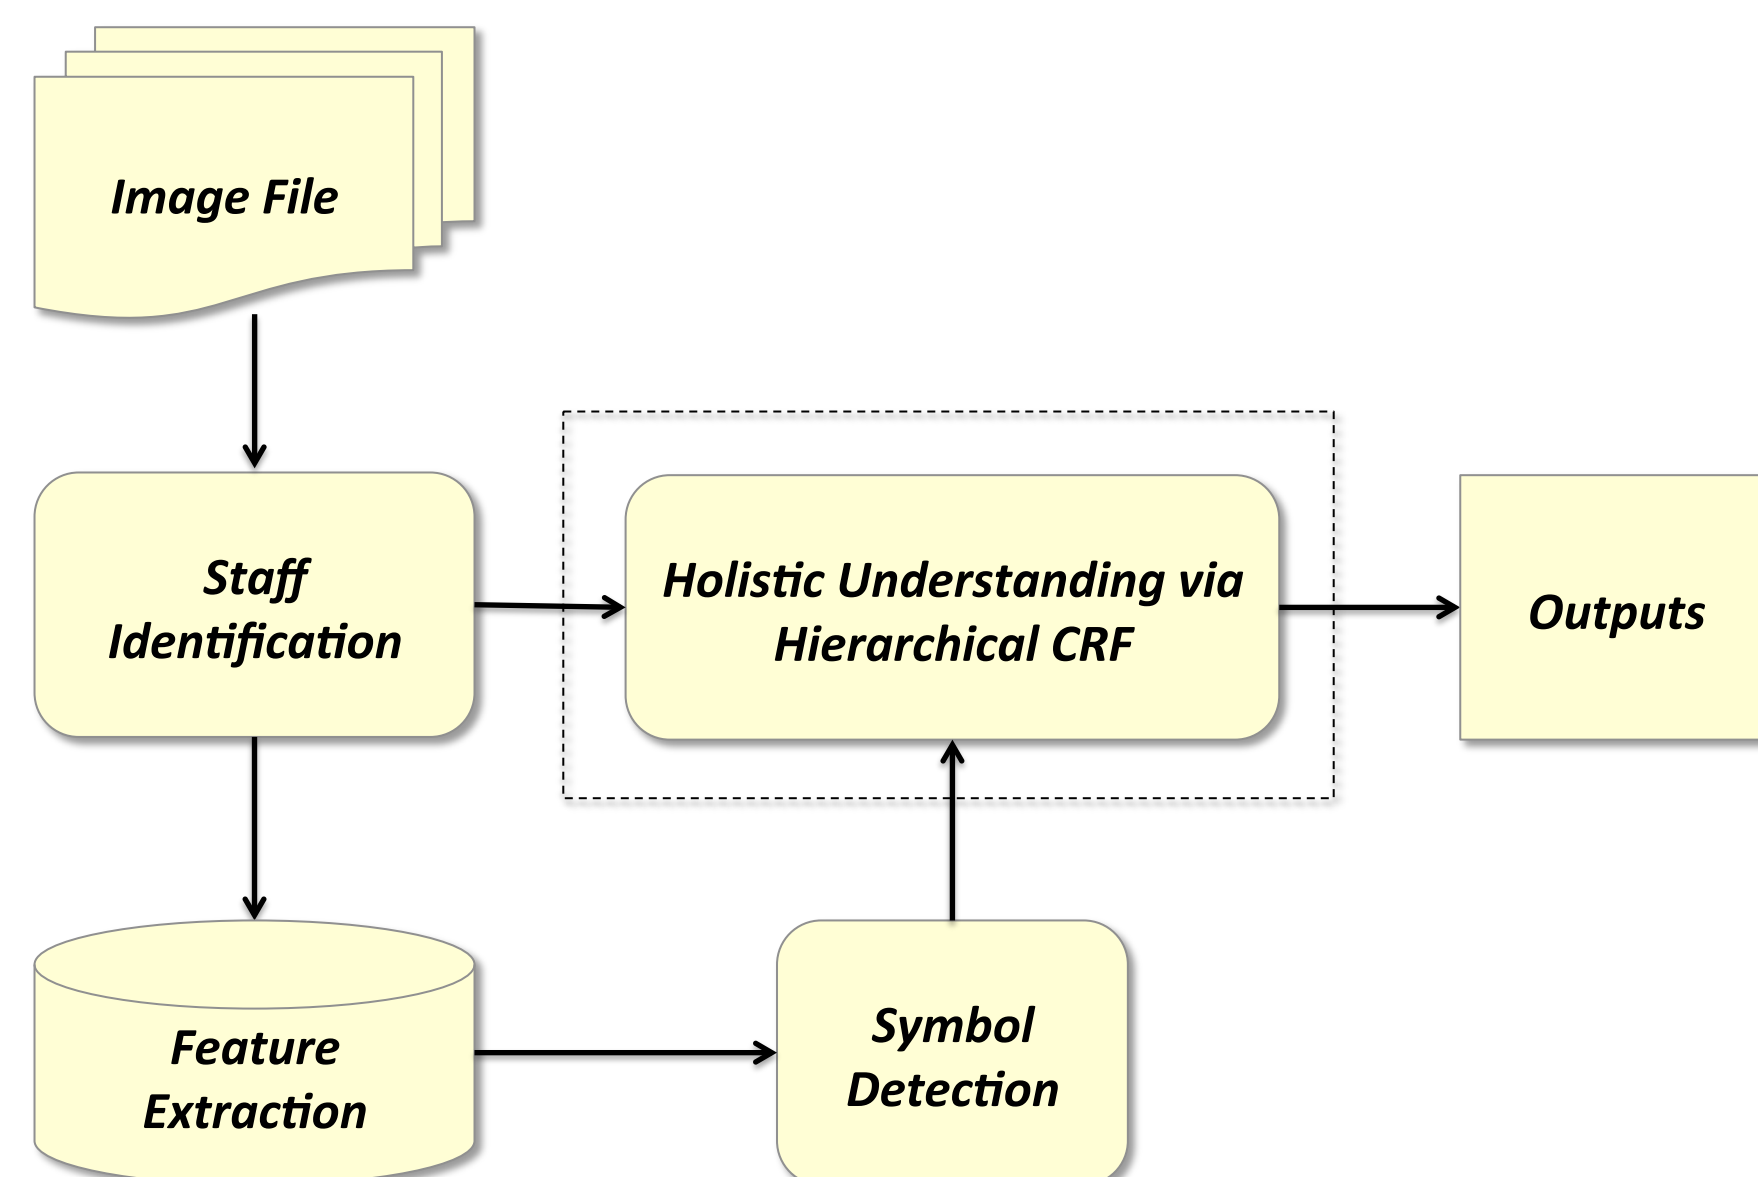 Image File
Staff
Identification
Holistic Understanding via
Hierarchical CRF
Outputs
Feature
Extraction
Symbol
Detection